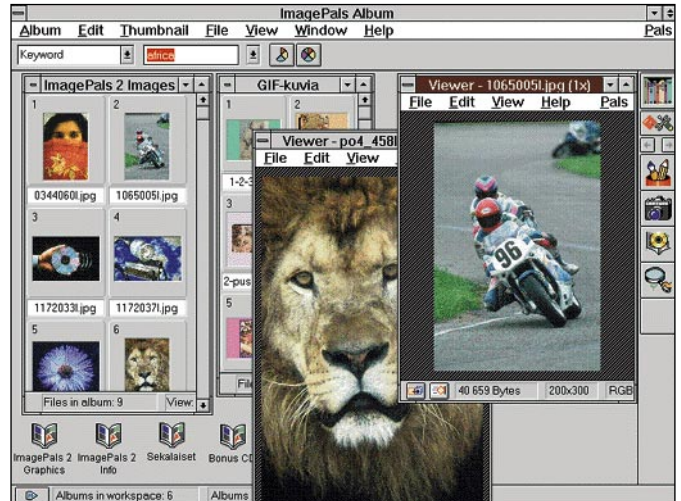 ImagePals Album
Album Edit Thumbnail File View Window Help Pals
Keyword africa
ImagePals 2 Images
1 2
0344060l.jpg 1065005l.jpg
3 4
1172033l.jpg 1172037l.jpg
5 6
Files in album: 9 View:
GIF-kuvia
1 2
1-2-3
3
2-pus
5
Viewer - po4_458
File Edit View
Viewer - 1065005l.jpg (1x)
File Edit View Help Pals
96
40 659 Bytes 200x300 RGB
ImagePals 2 Graphics
ImagePals 2 Info
Sekalaiset
Bonus CD
Albums in workspace: 6 Albums